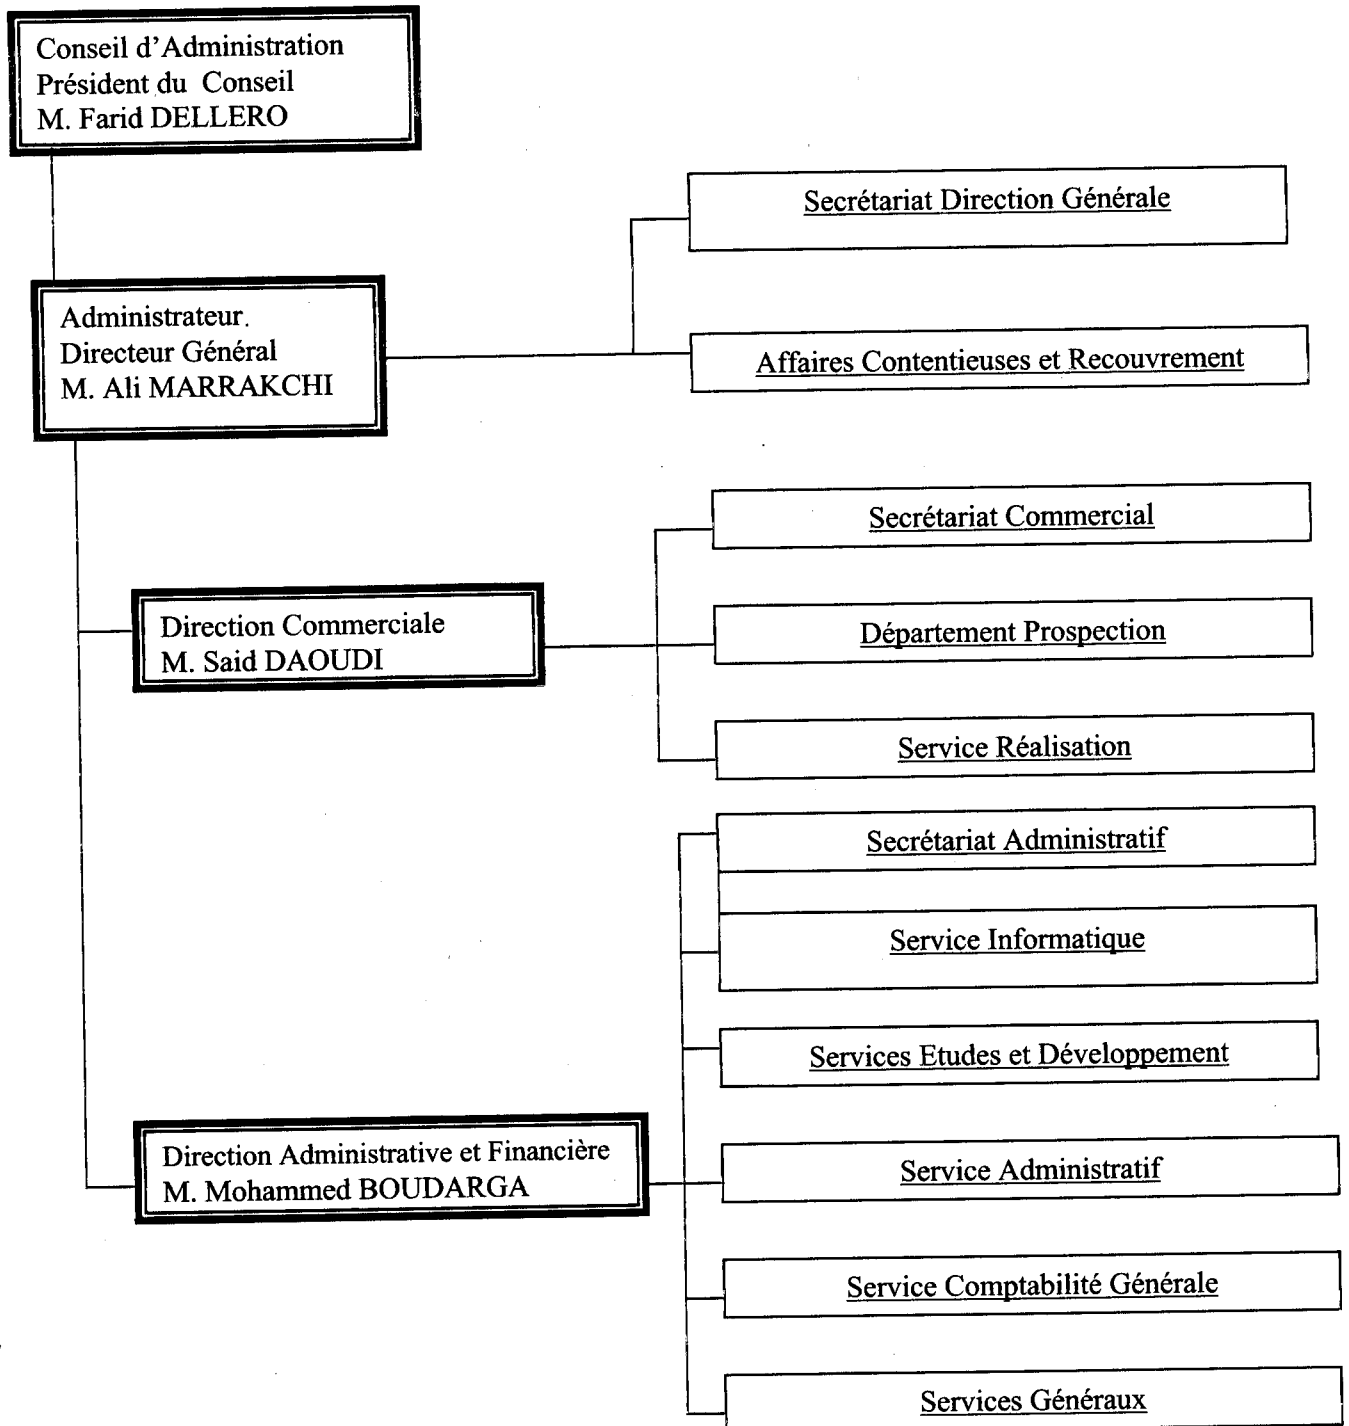 Conseil d'Administration
Président du Conseil
M. Farid DELLERO
Secrétariat Direction Générale
Administrateur.
Directeur Général
M. Ali MARRAKCHI
Affaires Contentieuses et Recouvrement
Secrétariat Commercial
Direction Commerciale
M. Said DAOUDI
Département Prospection
Service Réalisation
Secrétariat Administratif
Service Informatique
Services Etudes et Développement
Direction Administrative et Financière
M. Mohammed BOUDARGA
Service Administratif
Service Comptabilité Générale
Services Généraux